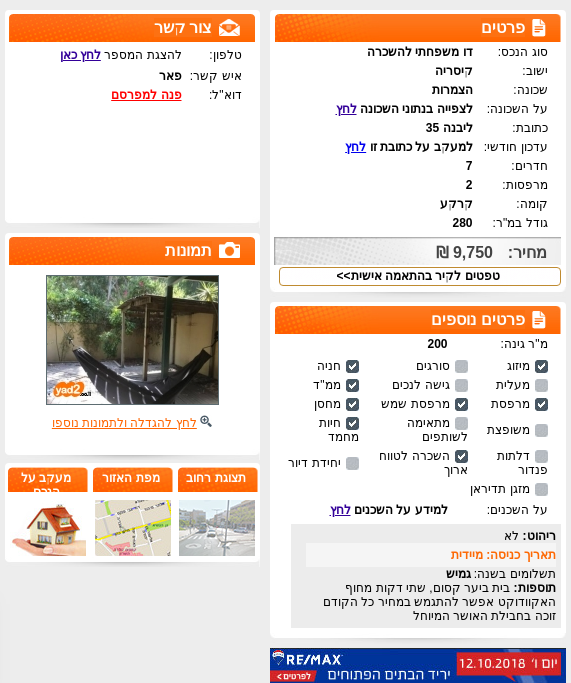 פרטים
סוג הנכס: דו משפחתי להשכרה
ישוב: קיסריה
שכונה: הצמרות
על השכונה: לצפייה בנתוני השכונה לחץ
כתובת: ליבנה 35
עדכון חודשי: למעקב על כתובת זו לחץ
חדרים: 7
מרפסות: 2
קומה: קרקע
גודל במ"ר: 280
מחיר: 9,750 ₪
טפטים לקיר בהתאמה אישית>>
פרטים נוספים
מ"ר גינה: 200
מיזוג סורגים חניה
מעלית גישה לנכים ממ"ד
מרפסת מרפסת שמש מחסן
משופצת מתאימה לשותפים חיות מחמד
דלתות פנדור השכרה לטווח ארוך יחידת דיור
מזגן תדיראן
על השכנים: למידע על השכנים לחץ
ריהוט: לא
תאריך כניסה: מיידית
תשלומים בשנה: גמיש
תוספות: בית ביער קסום, שתי דקות מחוף
האקוודוקט אפשר להתגמש במחיר כל הקודם
זוכה בחבילת האושר המיוחל
יום ו' 12.10.2018
יריד הבתים הפתוחים
RE/MAX
לפרטים >
צור קשר
טלפון: להצגת המספר לחץ כאן
איש קשר: פאר
דוא"ל: פנה למפרסם
תמונות
yad2.co.il
לחץ להגדלה ולתמונות נוספו
תצוגת רחוב
מפת האזור
מעקב על
הנכס